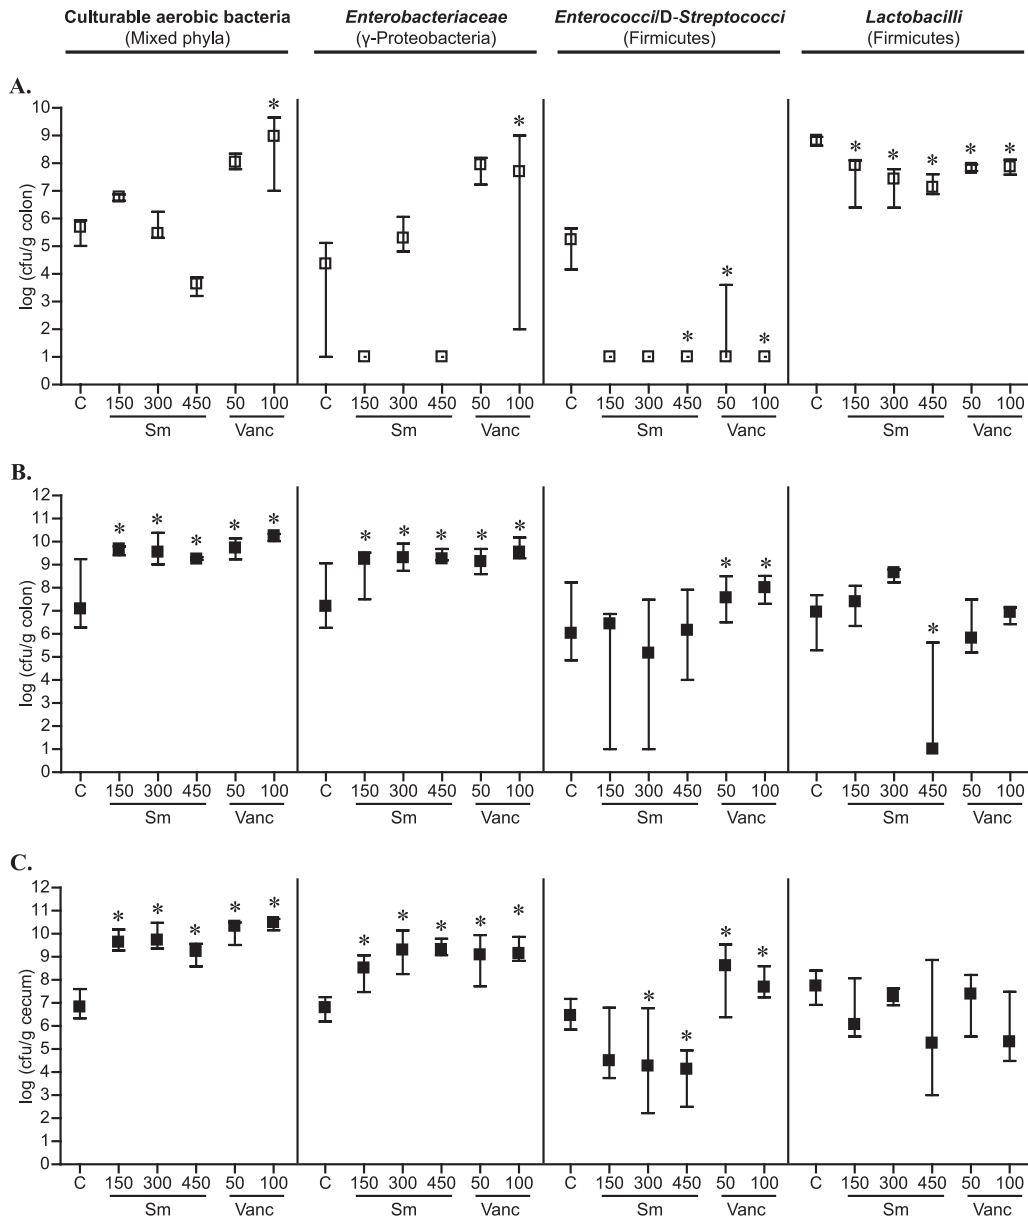 Culturable aerobic bacteria Enterobacteriaceae Enterococci/D-Streptococci Lactobacilli
(Mixed phyla) (γ-Proteobacteria) (Firmicutes) (Firmicutes)
A.
log (cfu/g colon)
10
9
8
7
6
5
4
3
2
1
0
* * * * * * * * * * *
C 150 300 450 50 100 C 150 300 450 50 100 C 150 300 450 50 100 C 150 300 450 50 100
Sm Vanc Sm Vanc Sm Vanc Sm Vanc
B.
log (cfu/g colon)
12
11
10
9
8
7
6
5
4
3
2
1
0
* * * * * * * * * * * * *
C 150 300 450 50 100 C 150 300 450 50 100 C 150 300 450 50 100 C 150 300 450 50 100
Sm Vanc Sm Vanc Sm Vanc Sm Vanc
C.
log (cfu/g cecum)
12
11
10
9
8
7
6
5
4
3
2
1
0
* * * * * * * * * * * * * *
C 150 300 450 50 100 C 150 300 450 50 100 C 150 300 450 50 100 C 150 300 450 50 100
Sm Vanc Sm Vanc Sm Vanc Sm Vanc